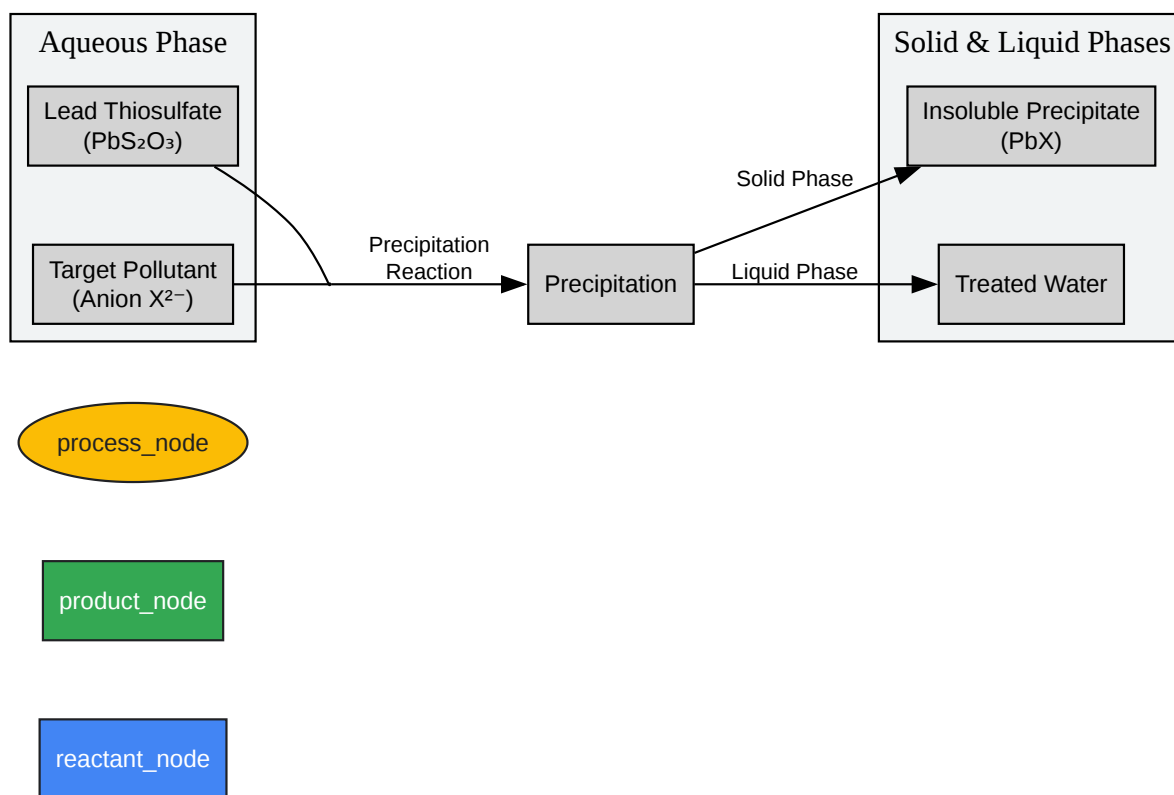 Aqueous Phase
Lead Thiosulfate
(PbS₂O₃)
Target Pollutant
(Anion X²⁻)
Precipitation
Reaction
Precipitation
Solid Phase
Liquid Phase
Solid & Liquid Phases
Insoluble Precipitate
(PbX)
Treated Water
process_node
product_node
reactant_node